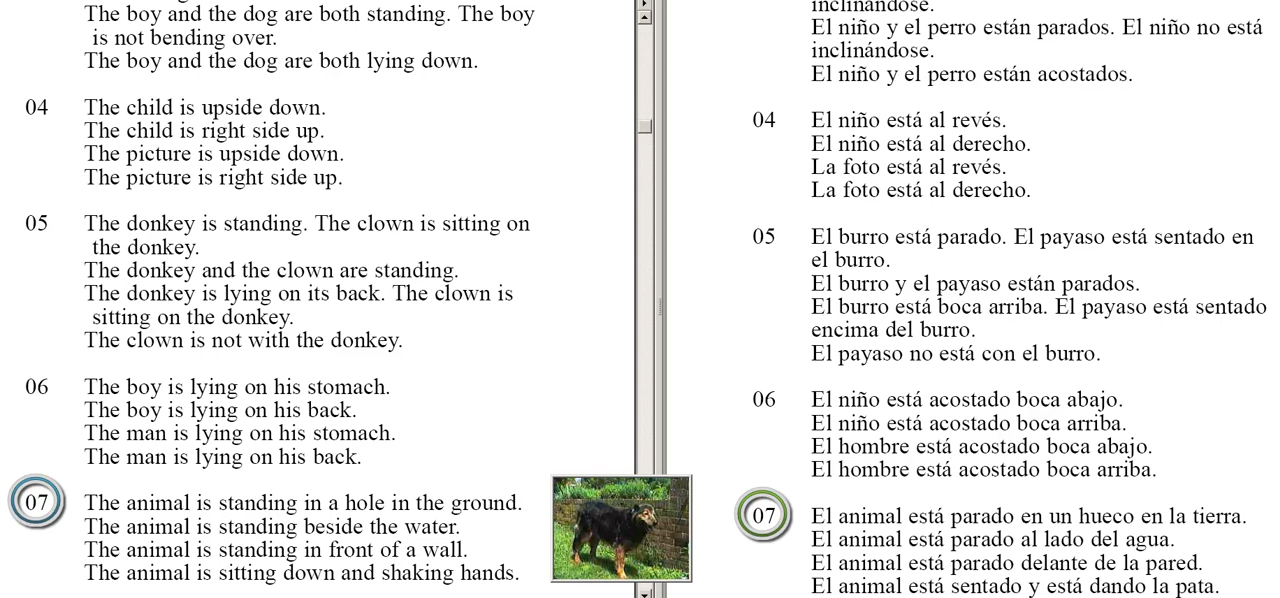 The boy and the dog are both standing. The boy
is not bending over.
The boy and the dog are both lying down.
04 The child is upside down.
The child is right side up.
The picture is upside down.
The picture is right side up.
05 The donkey is standing. The clown is sitting on
the donkey.
The donkey and the clown are standing.
The donkey is lying on its back. The clown is
sitting on the donkey.
The clown is not with the donkey.
06 The boy is lying on his stomach.
The boy is lying on his back.
The man is lying on his stomach.
The man is lying on his back.
07 The animal is standing in a hole in the ground.
The animal is standing beside the water.
The animal is standing in front of a wall.
The animal is sitting down and shaking hands.
inclinándose.
El niño y el perro están parados. El niño no está
inclinándose.
El niño y el perro están acostados.
04 El niño está al revés.
El niño está al derecho.
La foto está al revés.
La foto está al derecho.
05 El burro está parado. El payaso está sentado en
el burro.
El burro y el payaso están parados.
El burro está boca arriba. El payaso está sentado
encima del burro.
El payaso no está con el burro.
06 El niño está acostado boca abajo.
El niño está acostado boca arriba.
El hombre está acostado boca abajo.
El hombre está acostado boca arriba.
07 El animal está parado en un hueco en la tierra.
El animal está parado al lado del agua.
El animal está parado delante de la pared.
El animal está sentado y está dando la pata.